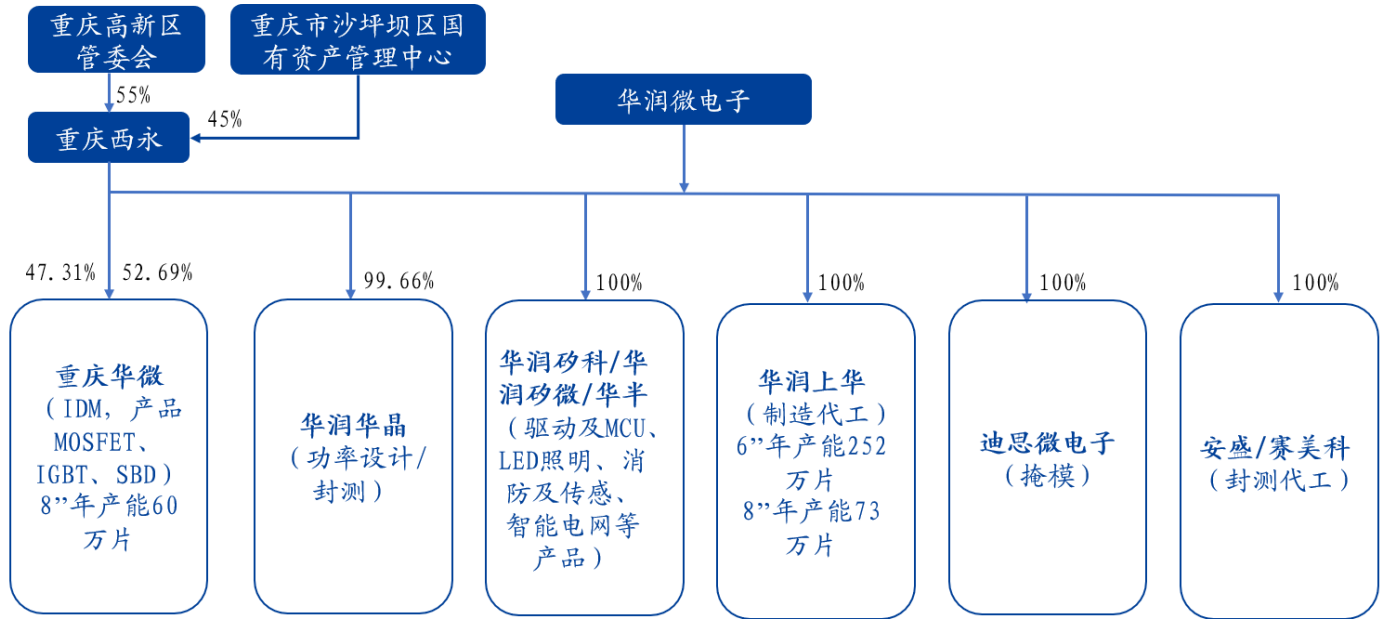 重庆高新区
管委会
重庆市沙坪坝区国
有资产管理中心
华润微电子
55%
45%
重庆西永
47.31%
52.69%
99.66%
100%
100%
100%
100%
重庆华微
（IDM，产品
MOSFET、
IGBT、SBD）
8”年产能60
万片
华润华晶
（功率设计/
封测）
华润矽科/华
润矽微/华半
（驱动及MCU、
LED照明、消
防及传感、
智能电网等
产品）
华润上华
（制造代工）
6”年产能252
万片
8”年产能73
万片
迪思微电子
（掩模）
安盛/赛美科
（封测代工）